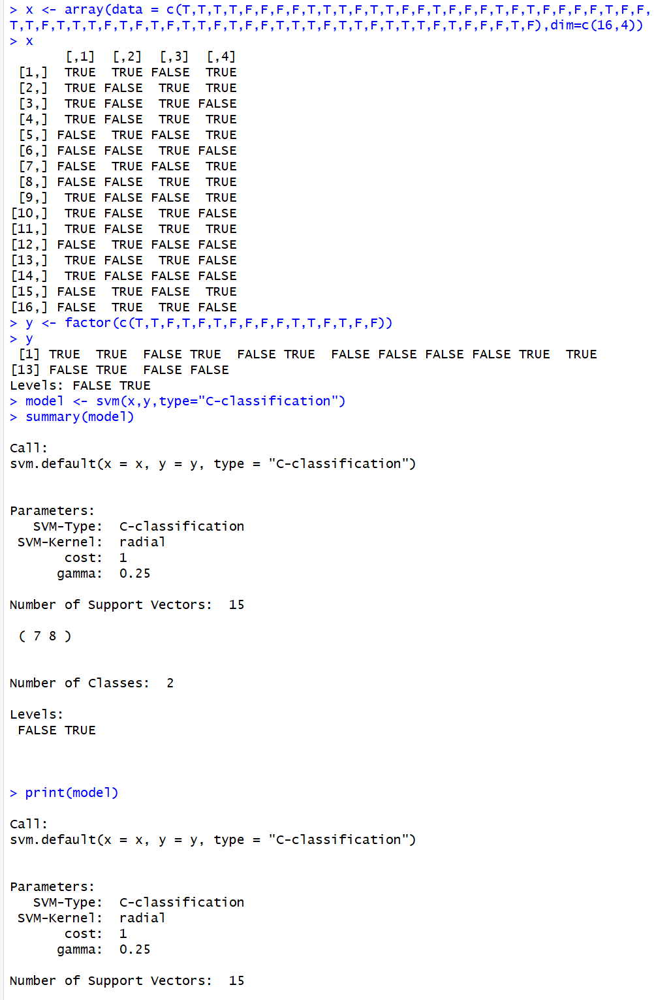 > x <- array(data = c(T,T,T,T,F,F,F,F,T,T,T,F,T,T,F,F,T,F,F,F,T,F,T,F,F,F,F,T,F,F,
T,T,F,T,T,T,F,T,F,T,F,T,T,F,T,F,F,T,T,T,F,T,T,F,T,T,T,F,T,F,F,F,T,F),dim=c(16,4))
> x
[,1] [,2] [,3] [,4]
[1,] TRUE TRUE FALSE TRUE
[2,] TRUE FALSE TRUE TRUE
[3,] TRUE FALSE TRUE FALSE
[4,] TRUE FALSE TRUE TRUE
[5,] FALSE TRUE FALSE TRUE
[6,] FALSE FALSE TRUE FALSE
[7,] FALSE TRUE FALSE TRUE
[8,] FALSE FALSE TRUE TRUE
[9,] TRUE FALSE FALSE TRUE
[10,] TRUE FALSE TRUE FALSE
[11,] TRUE FALSE TRUE TRUE
[12,] FALSE TRUE FALSE FALSE
[13,] TRUE FALSE TRUE FALSE
[14,] TRUE FALSE FALSE FALSE
[15,] FALSE TRUE FALSE TRUE
[16,] FALSE TRUE TRUE FALSE
> y <- factor(c(T,T,F,T,F,T,F,F,F,F,T,T,F,T,F,F))
> y
[1] TRUE TRUE FALSE TRUE FALSE TRUE FALSE FALSE FALSE FALSE TRUE TRUE
[13] FALSE TRUE FALSE FALSE
Levels: FALSE TRUE
> model <- svm(x,y,type="C-classification")
> summary(model)
Call:
svm.default(x = x, y = y, type = "C-classification")
Parameters:
SVM-Type: C-classification
SVM-Kernel: radial
cost: 1
gamma: 0.25
Number of Support Vectors: 15
( 7 8 )
Number of Classes: 2
Levels:
FALSE TRUE
> print(model)
Call:
svm.default(x = x, y = y, type = "C-classification")
Parameters:
SVM-Type: C-classification
SVM-Kernel: radial
cost: 1
gamma: 0.25
Number of Support Vectors: 15